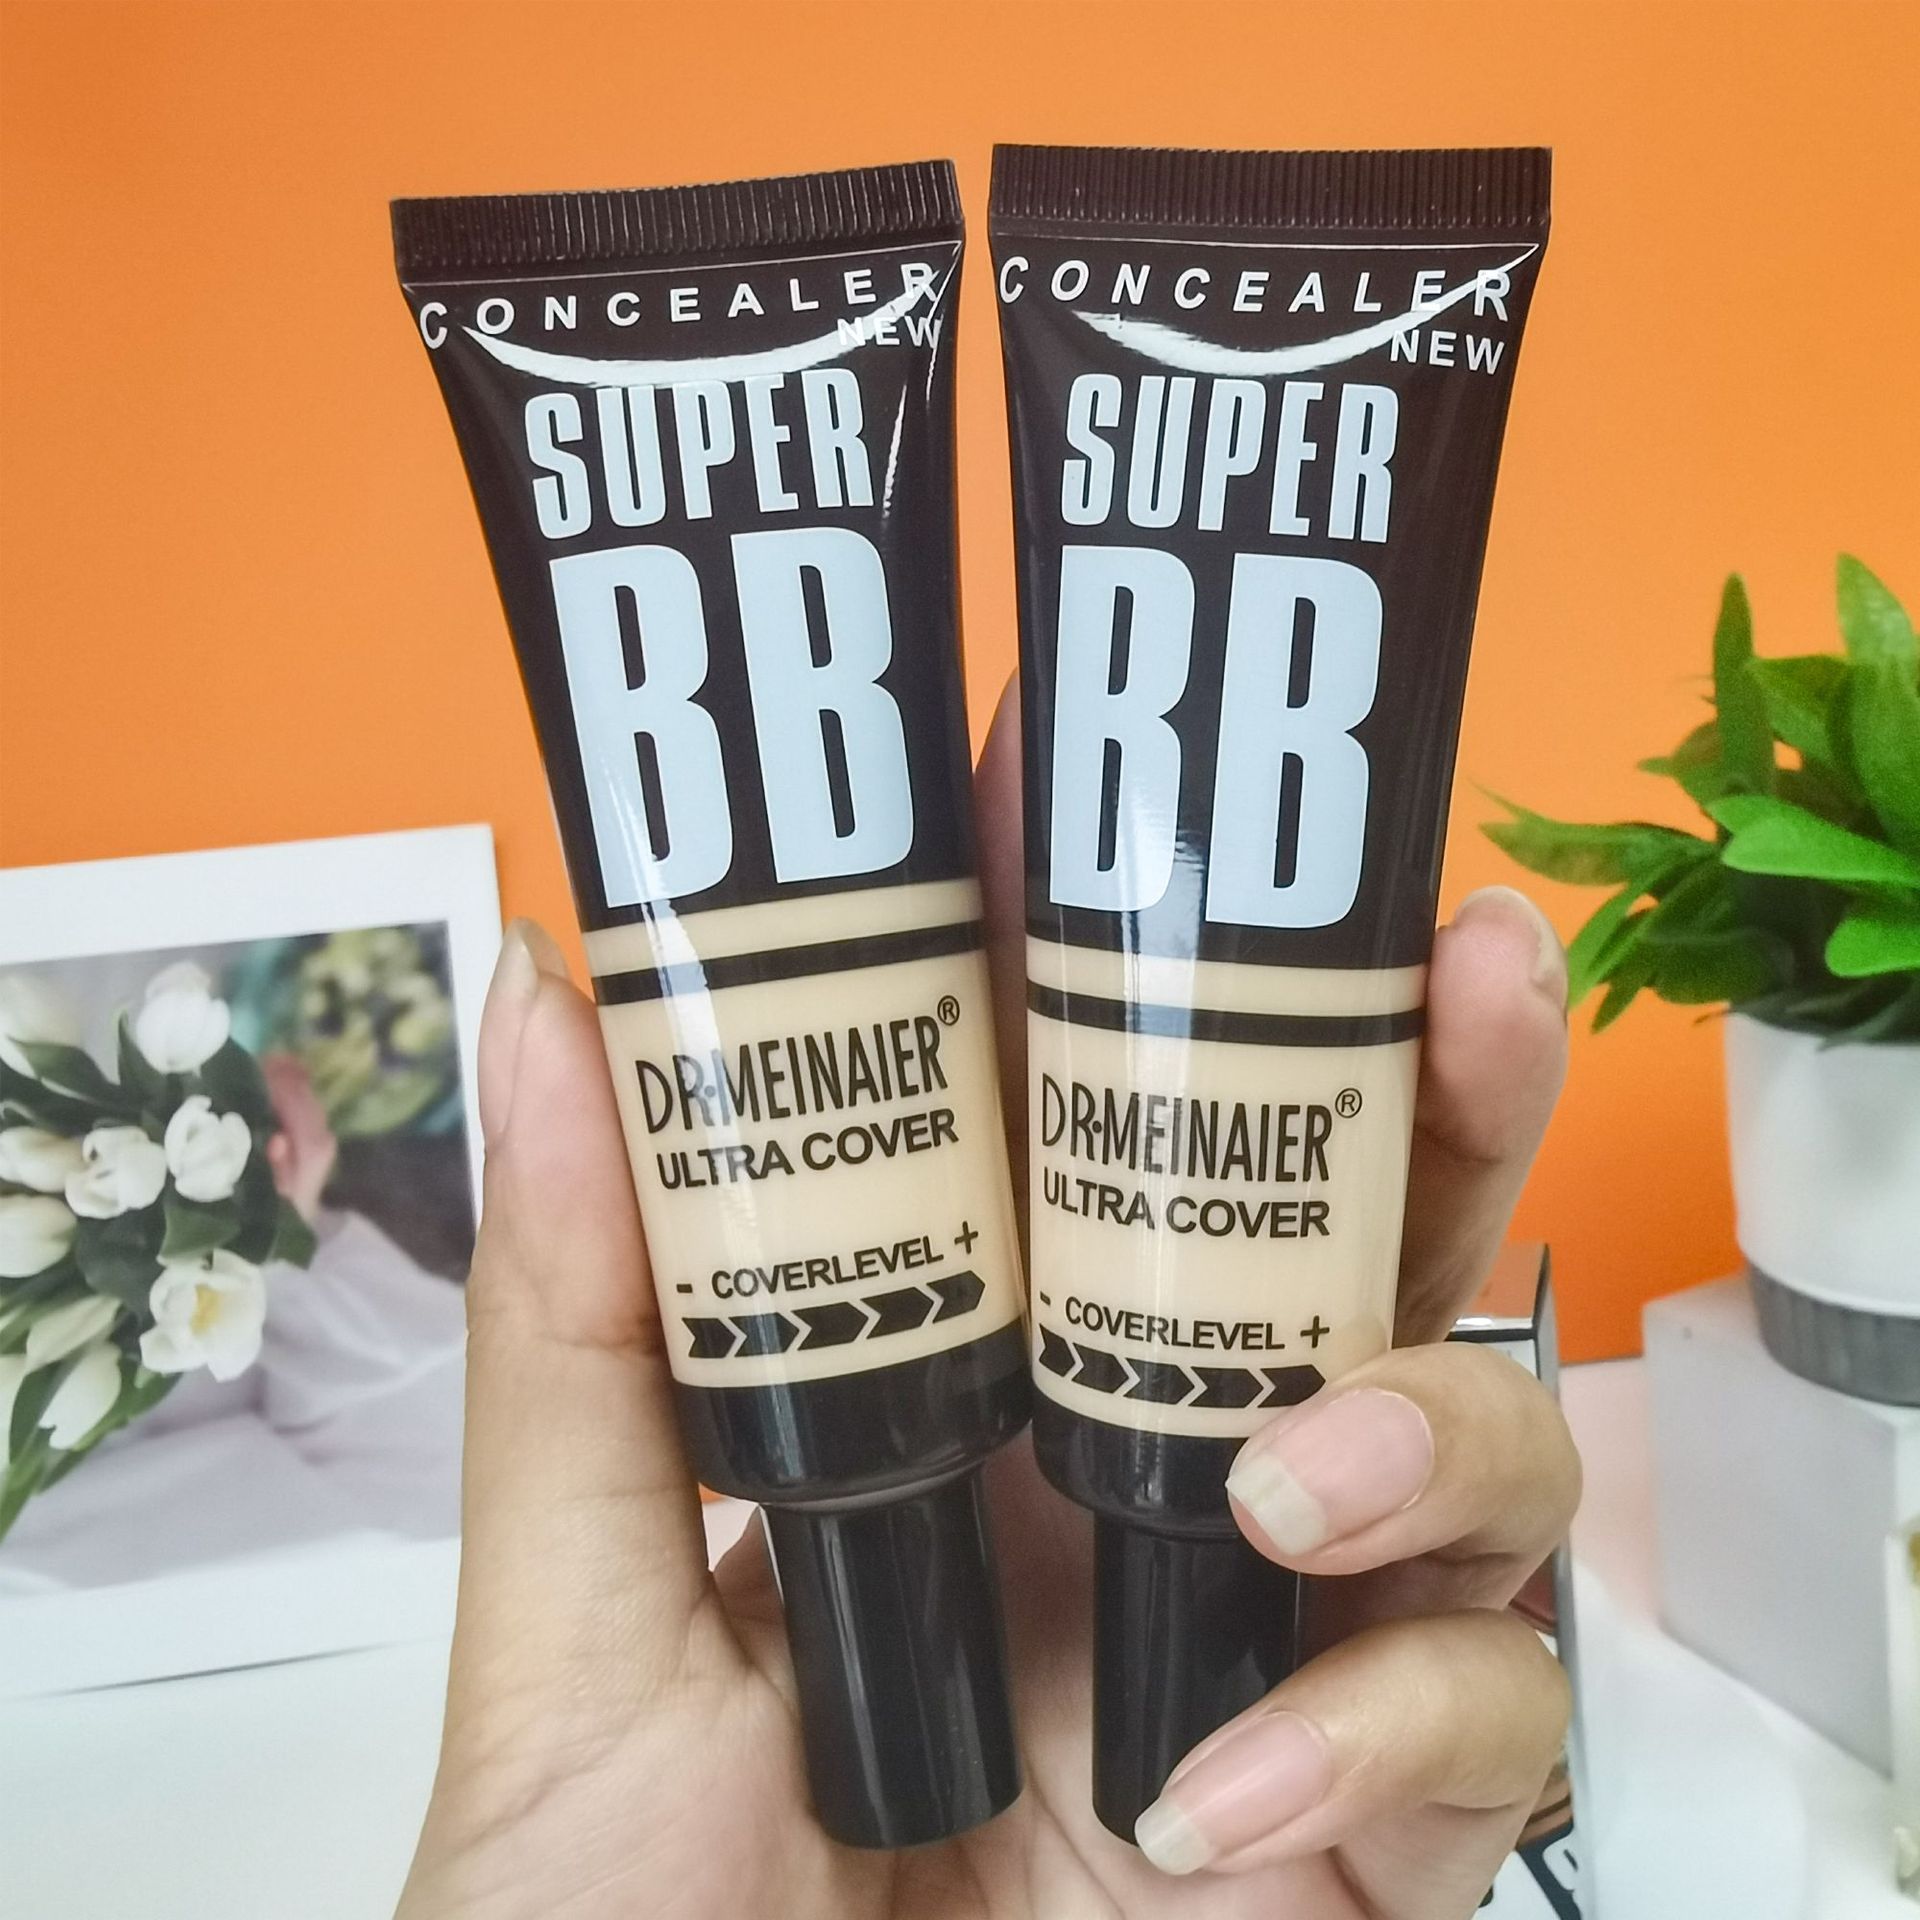 CONCEALER
NEW
SUPER
BB
DR·MEINAIER®
ULTRA COVER
- COVERLEVEL +
CONCEALER
NEW
SUPER
BB
DR·MEINAIER®
ULTRA COVER
- COVERLEVEL +